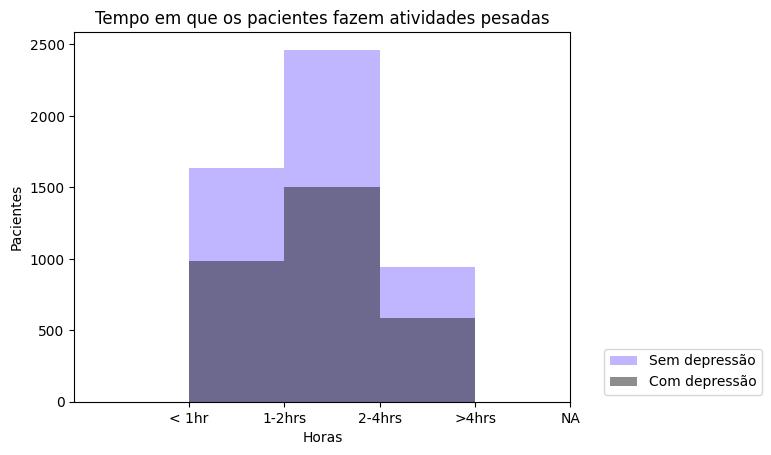 Tempo em que os pacientes fazem atividades pesadas
2500
2000
1500
1000
500
0
Pacientes
< 1hr
1-2hrs
2-4hrs
>4hrs
NA
Horas
Sem depressão
Com depressão